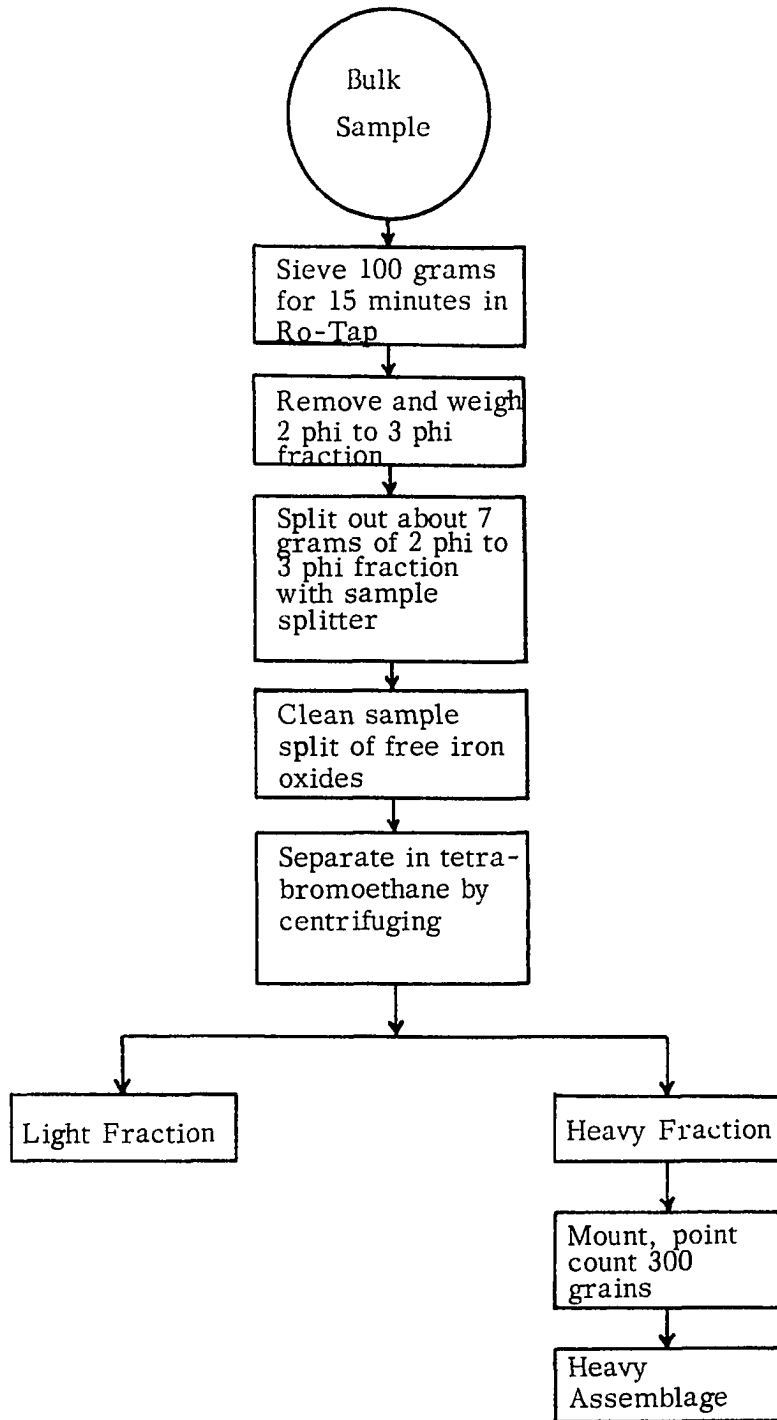 Bulk
Sample
Sieve 100 grams
for 15 minutes in
Ro-Tap
Remove and weigh
2 phi to 3 phi
fraction
Split out about 7
grams of 2 phi to
3 phi fraction
with sample
splitter
Clean sample
split of free iron
oxides
Separate in tetra-
bromoethane by
centrifuging
Light Fraction
Heavy Fraction
Mount, point
count 300
grains
Heavy
Assemblage